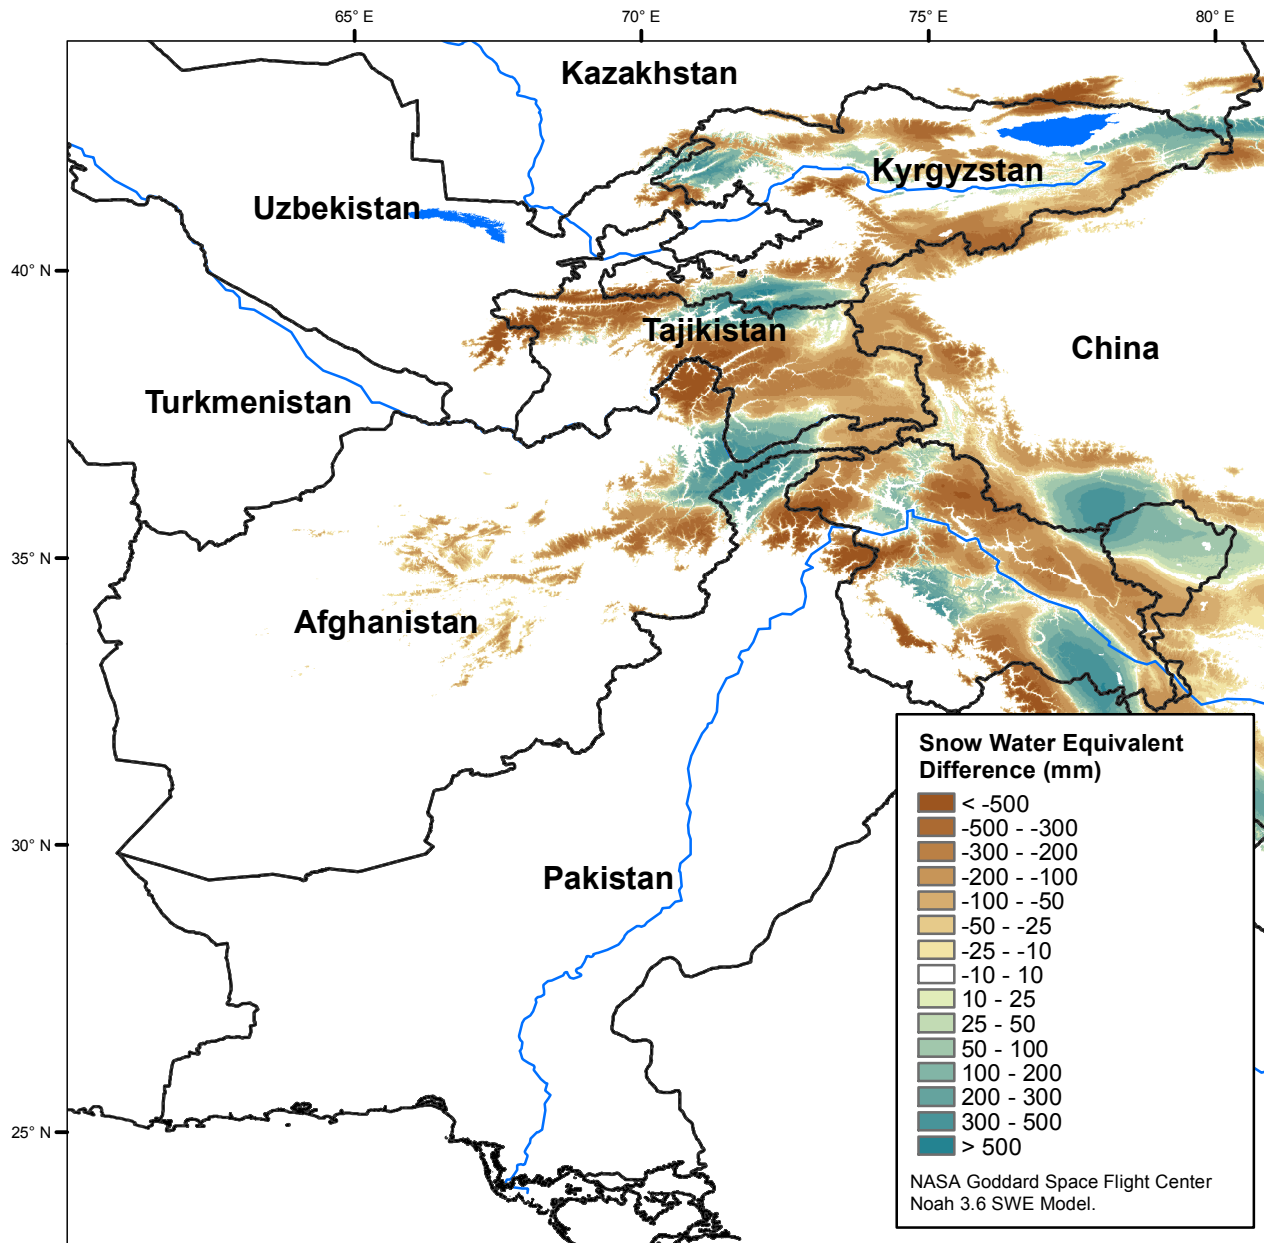 65° E
70° E
75° E
80° E
Kazakhstan
Kyrgyzstan
Uzbekistan
40° N
Tajikistan
China
Turkmenistan
35° N
Afghanistan
30° N
Pakistan
25° N
Snow Water Equivalent
Difference (mm)
< -500
-500 - -300
-300 - -200
-200 - -100
-100 - -50
-50 - -25
-25 - -10
-10 - 10
10 - 25
25 - 50
50 - 100
100 - 200
200 - 300
300 - 500
> 500
NASA Goddard Space Flight Center
Noah 3.6 SWE Model.